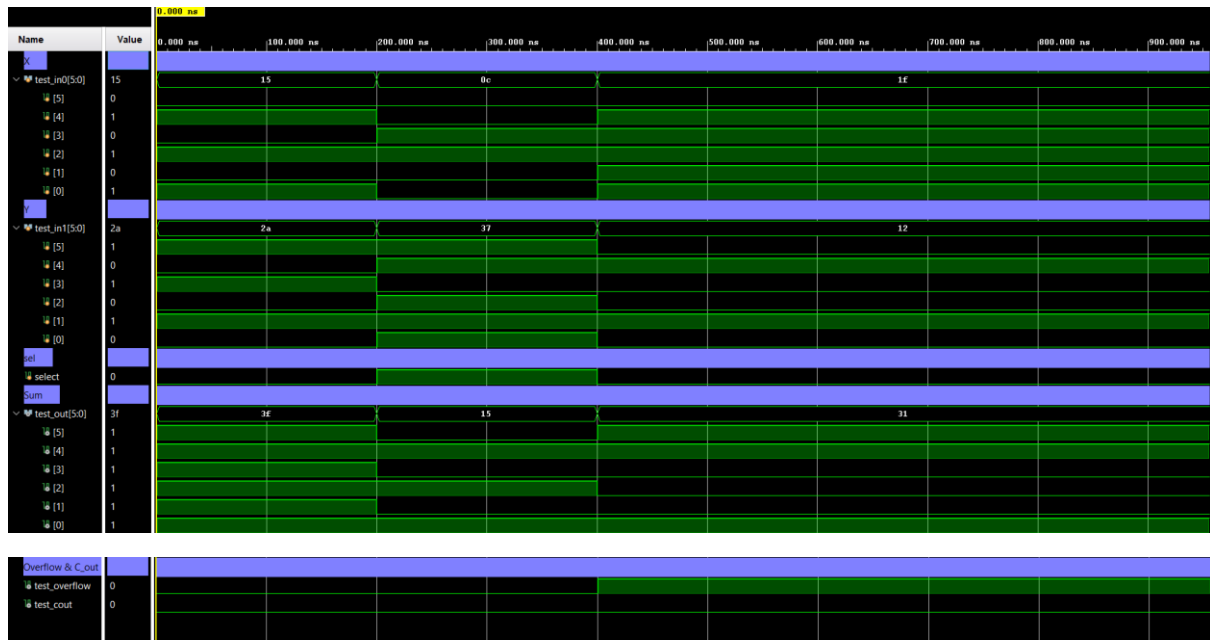 0.000 ns
Name Value 0.000 ns 100.000 ns 200.000 ns 300.000 ns 400.000 ns 500.000 ns 600.000 ns 700.000 ns 800.000 ns 900.000 ns
X
test_in0[5:0] 15 15 0c 1f
[5] 0
[4] 1
[3] 0
[2] 1
[1] 0
[0] 1
Y
test_in1[5:0] 2a 2a 37 12
[5] 1
[4] 0
[3] 1
[2] 0
[1] 1
[0] 0
sel
select 0
Sum
test_out[5:0] 3f 3f 15 31
[5] 1
[4] 1
[3] 1
[2] 1
[1] 1
[0] 1
Overflow & C_out
test_overflow 0
test_cout 0